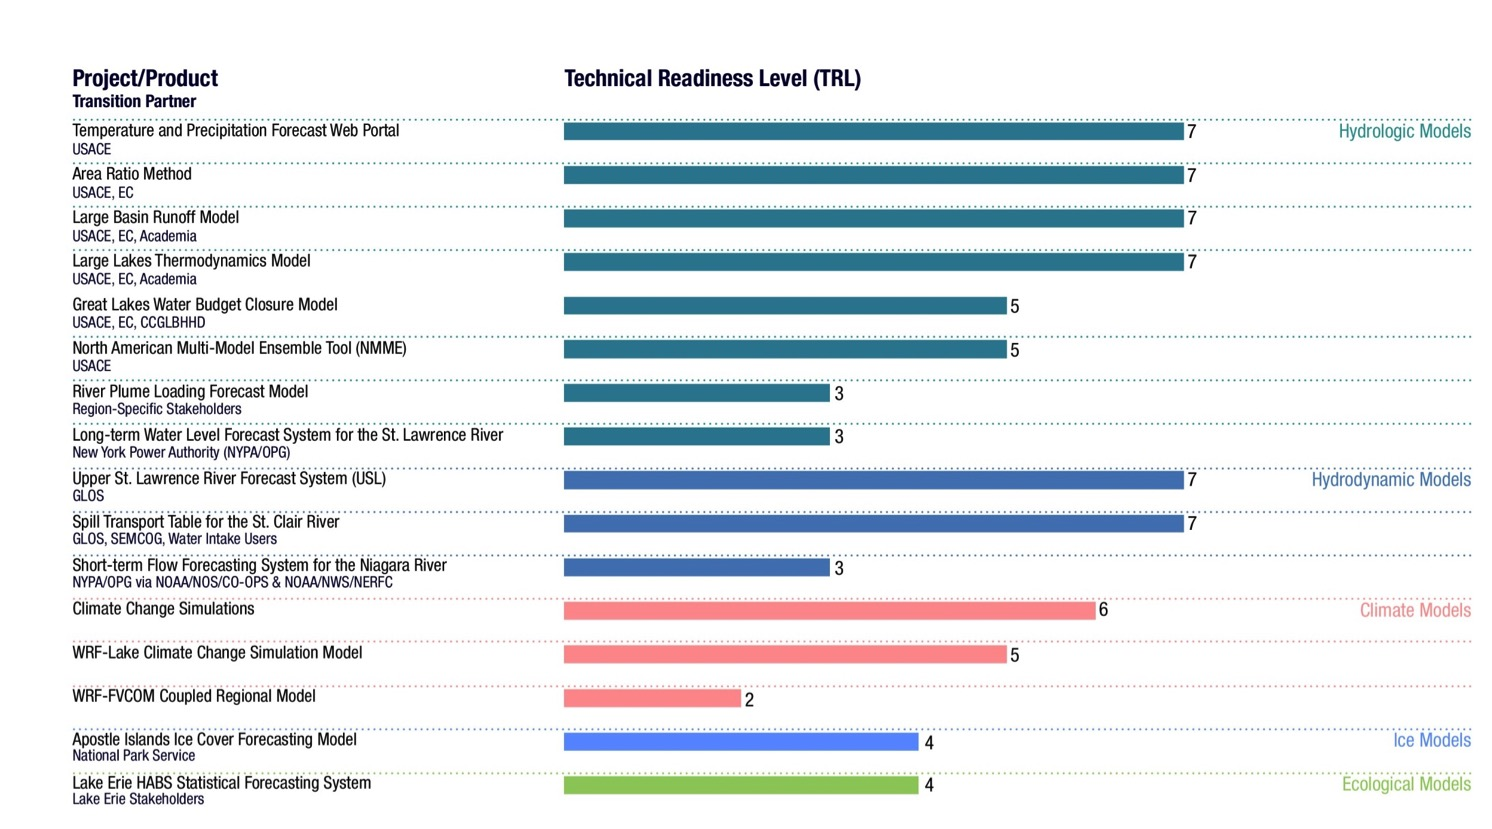 Project/Product
Technical Readiness Level (TRL)
Transition Partner
Temperature and Precipitation Forecast Web Portal
7
Hydrologic Models
USACE
Area Ratio Method
7
USACE, EC
Large Basin Runoff Model
7
USACE, EC, Academia
Large Lakes Thermodynamics Model
7
USACE, EC, Academia
Great Lakes Water Budget Closure Model
5
USACE, EC, CCGLBHHD
North American Multi-Model Ensemble Tool (NMME)
5
USACE
River Plume Loading Forecast Model
3
Region-Specific Stakeholders
Long-term Water Level Forecast System for the St. Lawrence River
3
New York Power Authority (NYPA/OPG)
Upper St. Lawrence River Forecast System (USL)
7
Hydrodynamic Models
GLOS
Spill Transport Table for the St. Clair River
7
GLOS, SEMCOG, Water Intake Users
Short-term Flow Forecasting System for the Niagara River
3
NYPA/OPG via NOAA/NOS/CO-OPS & NOAA/NWS/NERFC
Climate Change Simulations
6
Climate Models
WRF-Lake Climate Change Simulation Model
5
WRF-FVCOM Coupled Regional Model
2
Apostle Islands Ice Cover Forecasting Model
4
Ice Models
National Park Service
Lake Erie HABS Statistical Forecasting System
4
Ecological Models
Lake Erie Stakeholders